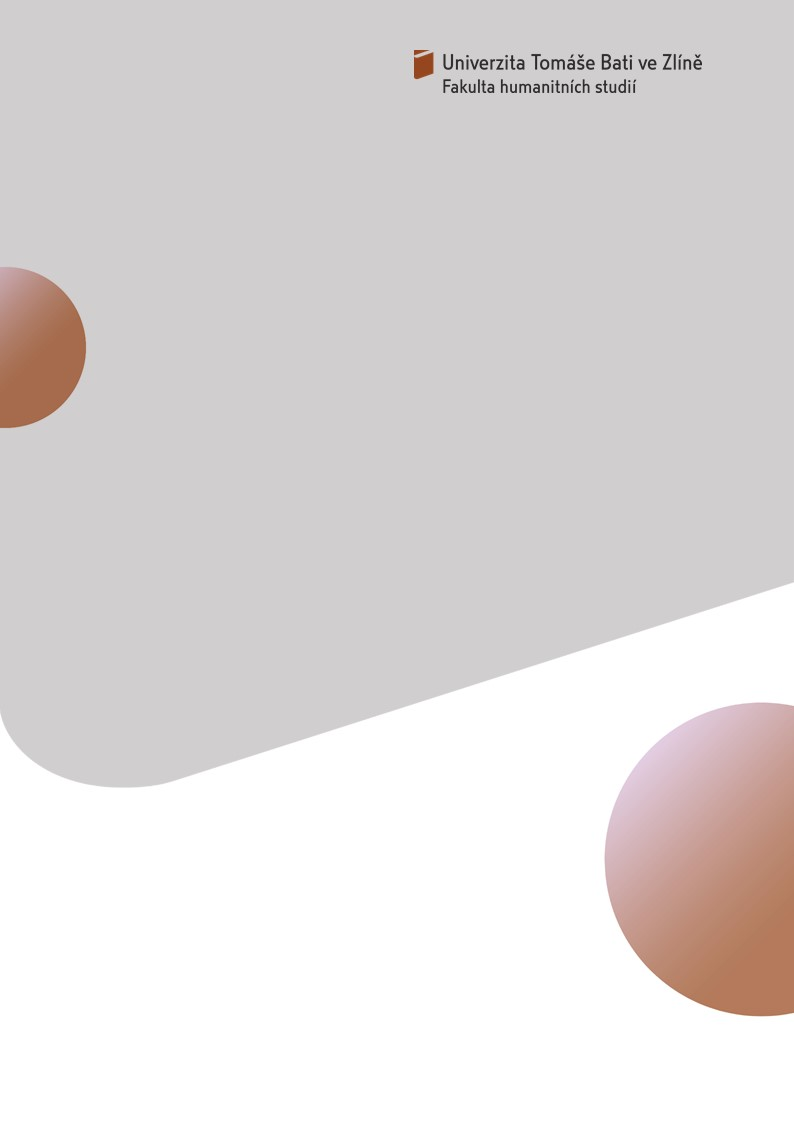 Univerzita Tomáše Bati ve Zlíně
Fakulta humanitních studií